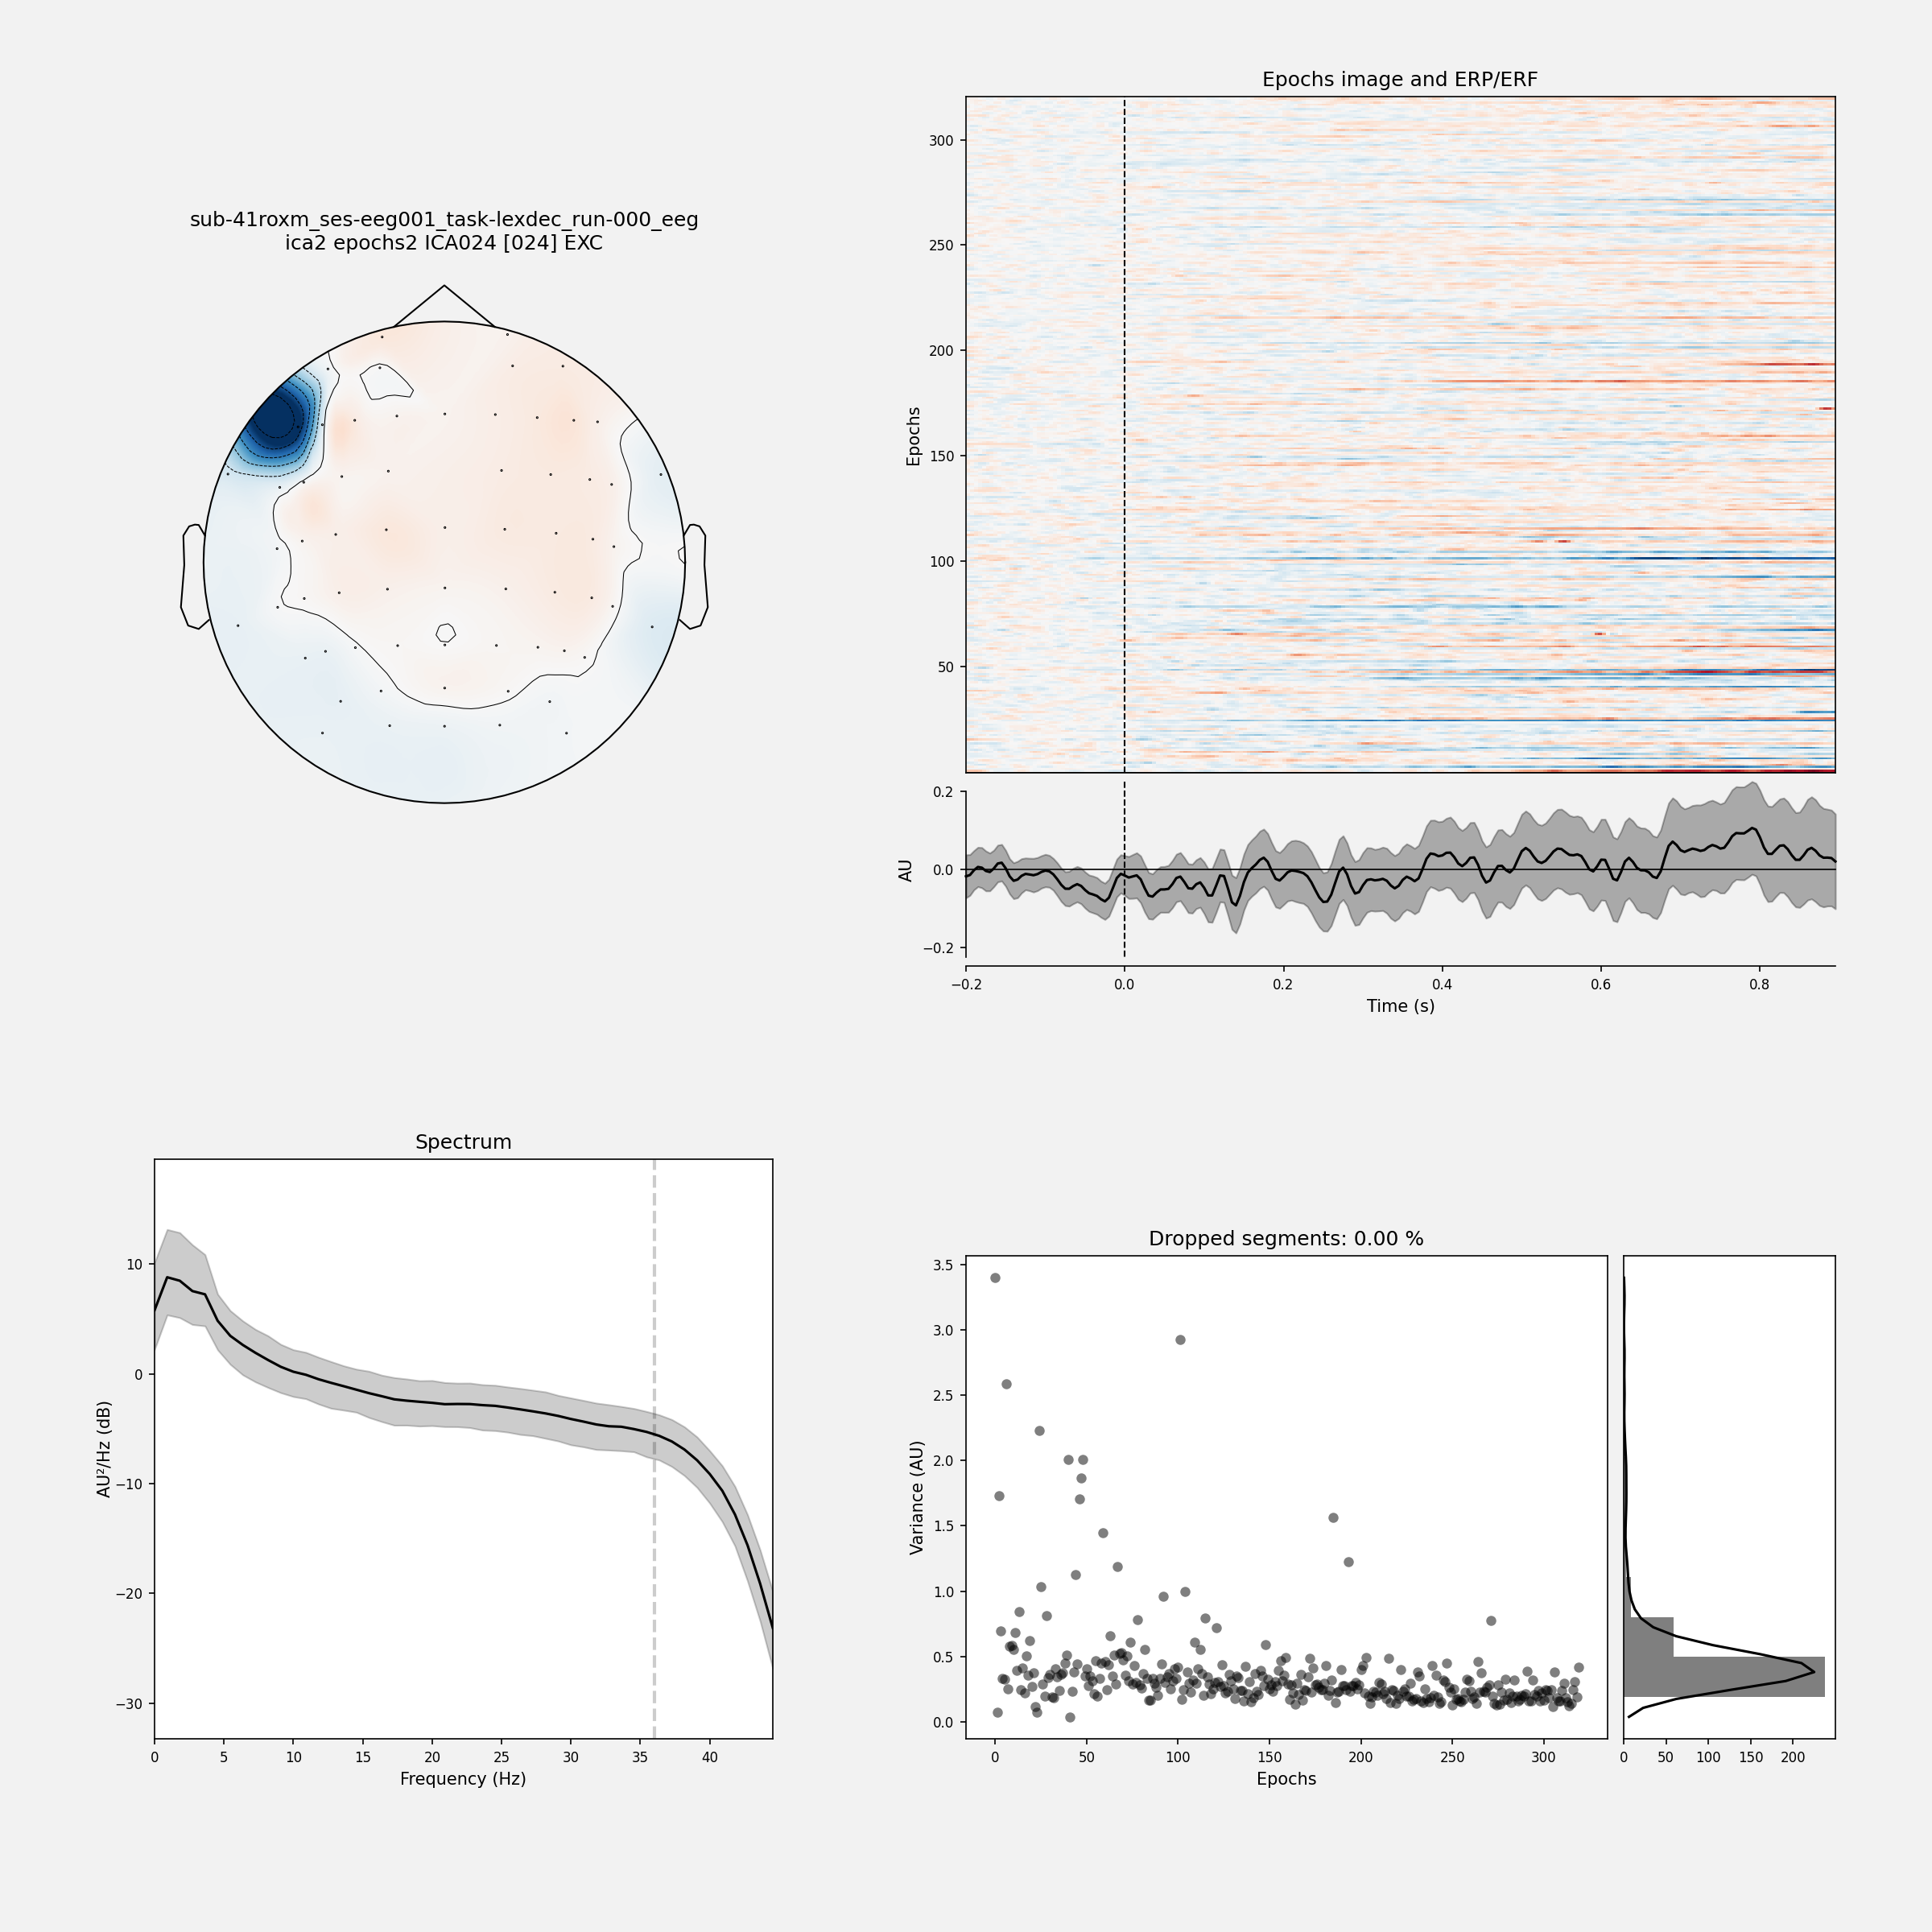 sub-41roxm_ses-eeg001_task-lexdec_run-000_eeg
ica2 epochs2 ICA024 [024] EXC
Epochs image and ERP/ERF
300
250
200
150
100
50
Epochs
0.2
0.0
−0.2
AU
−0.2 0.0 0.2 0.4 0.6 0.8
Time (s)
Spectrum
10
0
−10
−20
−30
AU²/Hz (dB)
0 5 10 15 20 25 30 35 40
Frequency (Hz)
Dropped segments: 0.00 %
3.5
3.0
2.5
2.0
1.5
1.0
0.5
0.0
Variance (AU)
0 50 100 150 200 250 300
Epochs
0 50 100 150 200